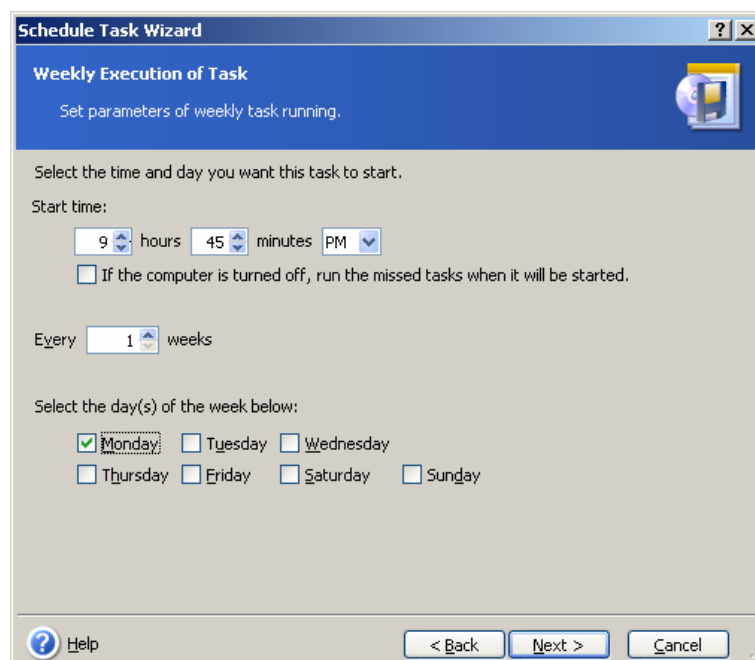 Schedule Task Wizard
Weekly Execution of Task
Set parameters of weekly task running.
Select the time and day you want this task to start.
Start time:
9 hours 45 minutes PM
If the computer is turned off, run the missed tasks when it will be started.
Every 1 weeks
Select the day(s) of the week below:
Monday Tuesday Wednesday
Thursday Friday Saturday Sunday
Help < Back Next > Cancel